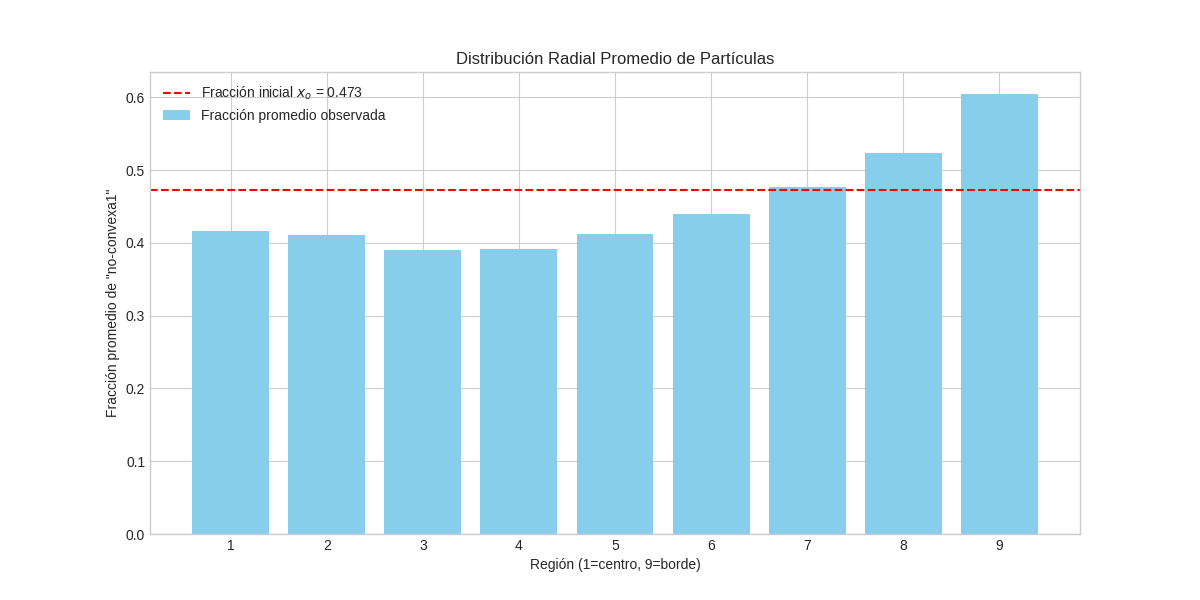 Distribución Radial Promedio de Partículas
Fracción inicial xₒ = 0.473
Fracción promedio observada
Fracción promedio de "no-convexa1"
0.6
0.5
0.4
0.3
0.2
0.1
0.0
1 2 3 4 5 6 7 8 9
Región (1=centro, 9=borde)